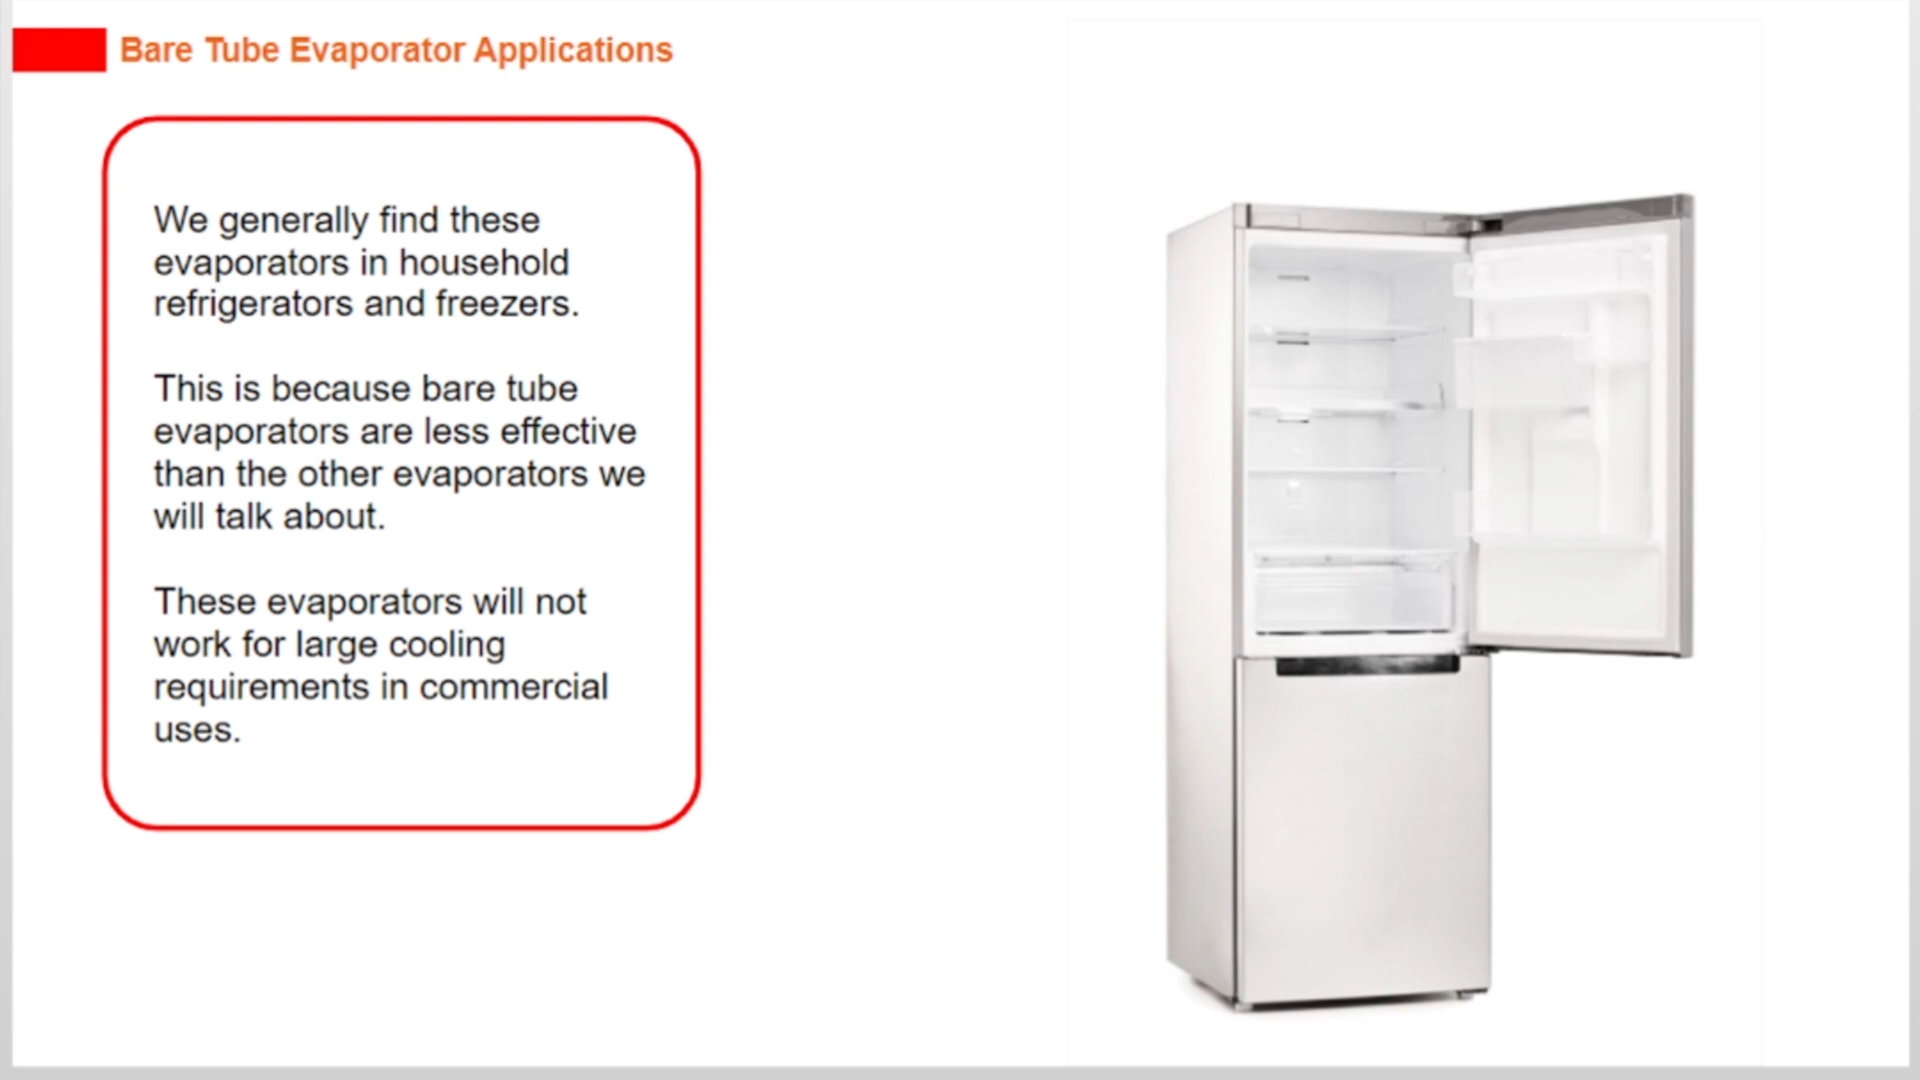 Bare Tube Evaporator Applications
We generally find these
evaporators in household
refrigerators and freezers.
This is because bare tube
evaporators are less effective
than the other evaporators we
will talk about.
These evaporators will not
work for large cooling
requirements in commercial
uses.